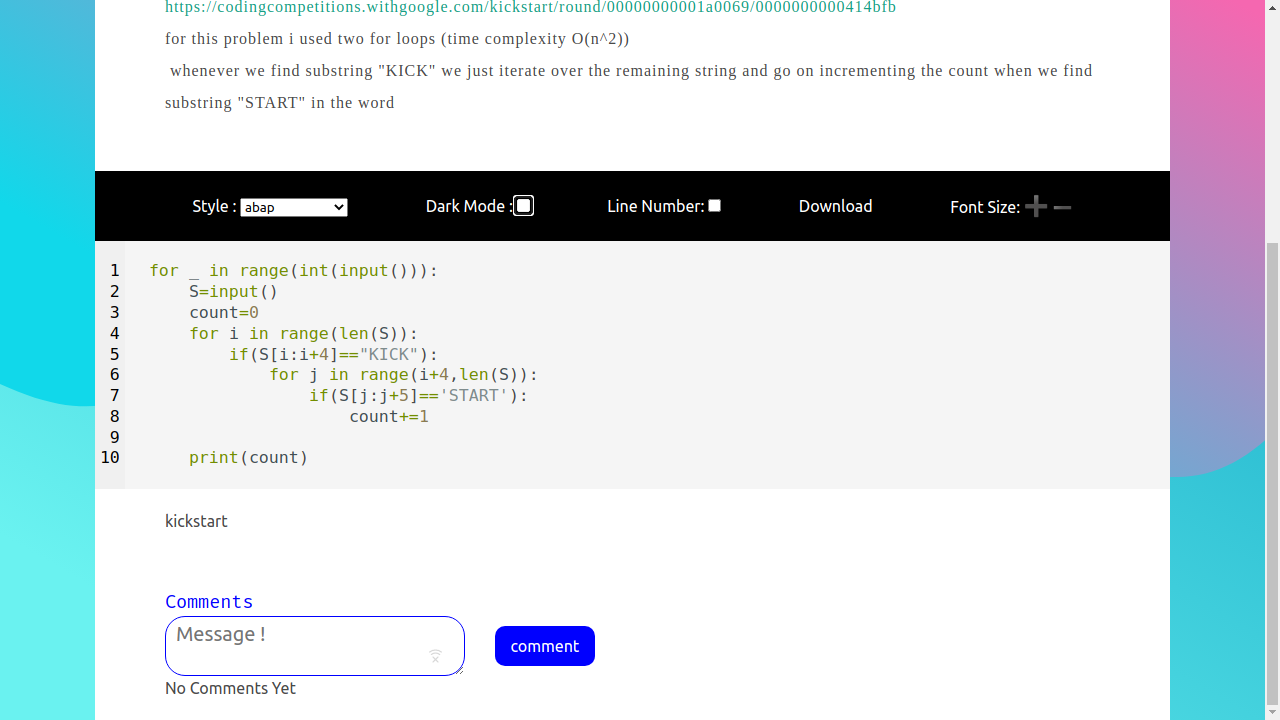 https://codingcompetitions.withgoogle.com/kickstart/round/00000000001a0069/0000000000414bfb
for this problem i used two for loops (time complexity O(n^2))
whenever we find substring "KICK" we just iterate over the remaining string and go on incrementing the count when we find
substring "START" in the word
Style : abap Dark Mode : Line Number: Download Font Size: ➕ ➖
1 for _ in range(int(input())):
2     S=input()
3     count=0
4     for i in range(len(S)):
5         if(S[i:i+4]=="KICK"):
6             for j in range(i+4,len(S)):
7                 if(S[j:j+5]=='START'):
8                     count+=1
9
10     print(count)
kickstart
Comments
Message !
comment
No Comments Yet